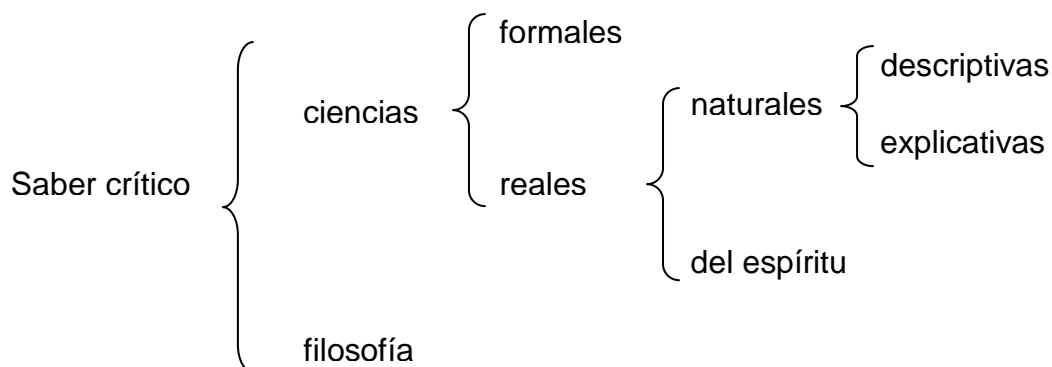 formales
descriptivas
naturales
ciencias
explicativas
Saber crítico
reales
del espíritu
filosofía